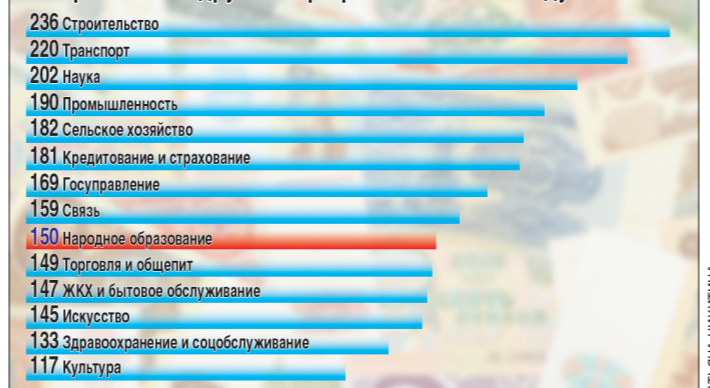 236 Строительство
220 Транспорт
202 Наука
190 Промышленность
182 Сельское хозяйство
181 Кредитование и страхование
169 Госуправление
159 Связь
150 Народное образование
149 Торговля и общепит
147 ЖКХ и бытовое обслуживание
145 Искусство
133 Здравоохранение и соцобслуживание
117 Культура